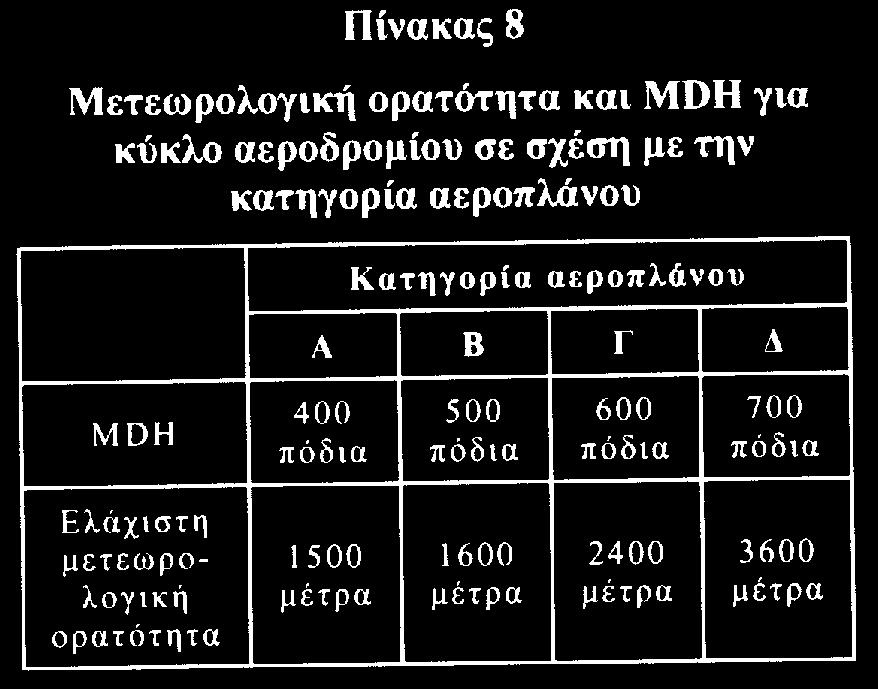 Πίνακας 8
Μετεωρολογική ορατότητα και MDH για
κύκλο αεροδρομίου σε σχέση με την
κατηγορία αεροπλάνου
Κατηγορία αεροπλάνου
Α Β Γ Δ
MDH 400 πόδια 500 πόδια 600 πόδια 700 πόδια
Ελάχιστη
μετεωρο-
λογική
ορατότητα
1500 μέτρα 1600 μέτρα 2400 μέτρα 3600 μέτρα